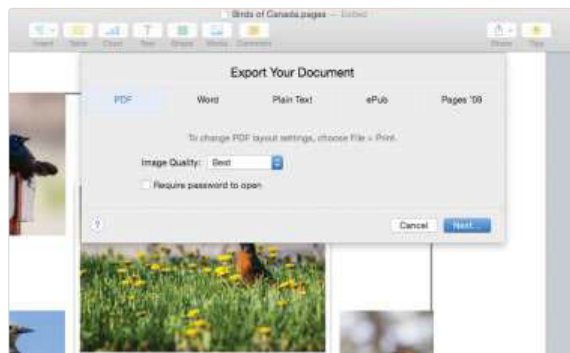 Birds of Canada.pages — Edited
Insert Table Chart Text Shape Media Comment Share Tips
Export Your Document
PDF Word Plain Text ePub Pages '09
To change PDF layout settings, choose File > Print.
Image Quality: Best
Require password to open
? Cancel Next...